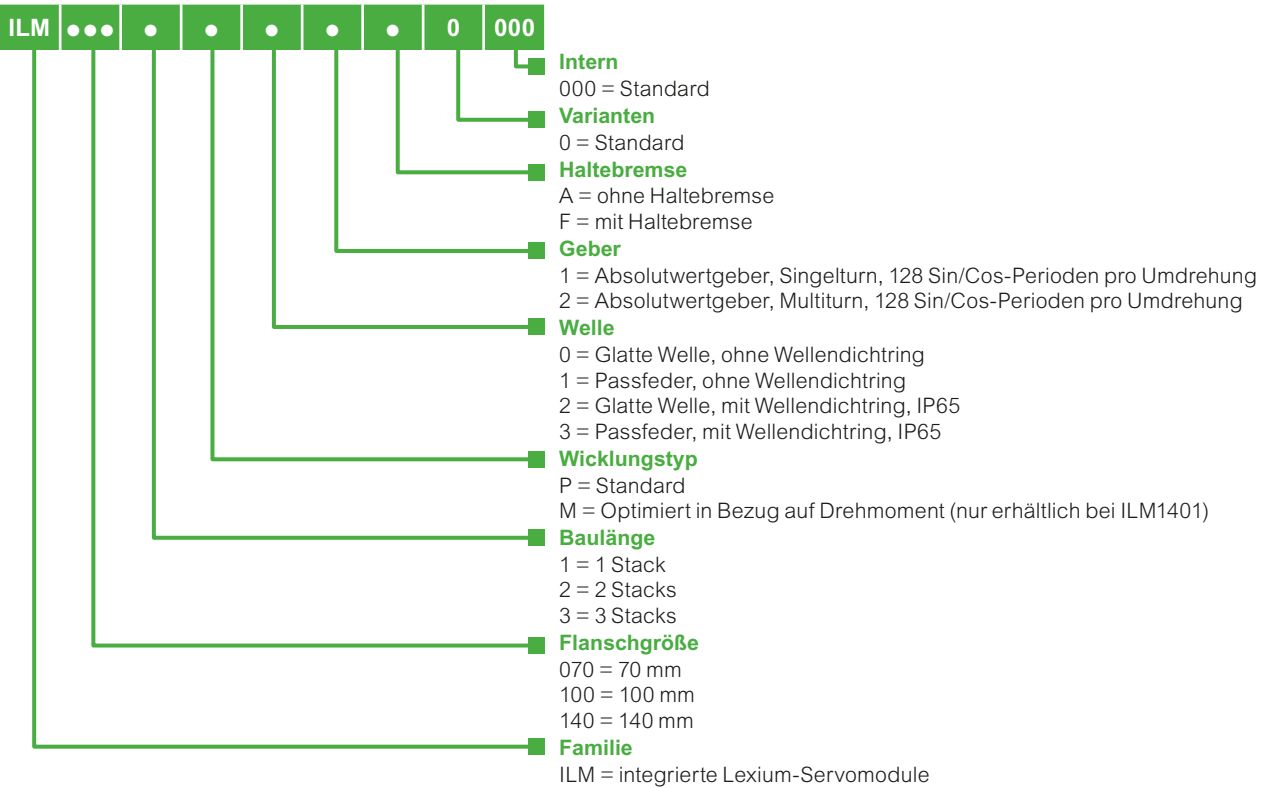 ILM ●●● ● ● ● ● ● 0 000
Intern
000 = Standard
Varianten
0 = Standard
Haltebremse
A = ohne Haltebremse
F = mit Haltebremse
Geber
1 = Absolutwertgeber, Singelturn, 128 Sin/Cos-Perioden pro Umdrehung
2 = Absolutwertgeber, Multiturn, 128 Sin/Cos-Perioden pro Umdrehung
Welle
0 = Glatte Welle, ohne Wellendichtring
1 = Passfeder, ohne Wellendichtring
2 = Glatte Welle, mit Wellendichtring, IP65
3 = Passfeder, mit Wellendichtring, IP65
Wicklungstyp
P = Standard
M = Optimiert in Bezug auf Drehmoment (nur erhältlich bei ILM1401)
Baulänge
1 = 1 Stack
2 = 2 Stacks
3 = 3 Stacks
Flanschgröße
070 = 70 mm
100 = 100 mm
140 = 140 mm
Familie
ILM = integrierte Lexium-Servomodule